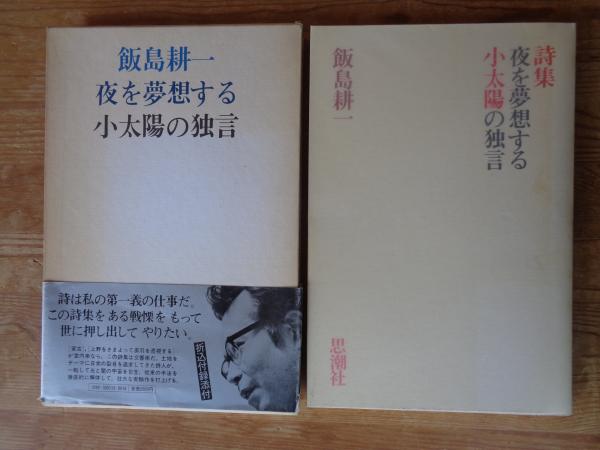 飯島耕一
夜を夢想する
小太陽の独言
詩は私の第一義の仕事だ。
この詩集をある戦慄をもって
世に押し出してやりたい。
折込付録添付
詩集
夜を夢想する
小太陽の独言
飯島耕一
思潮社